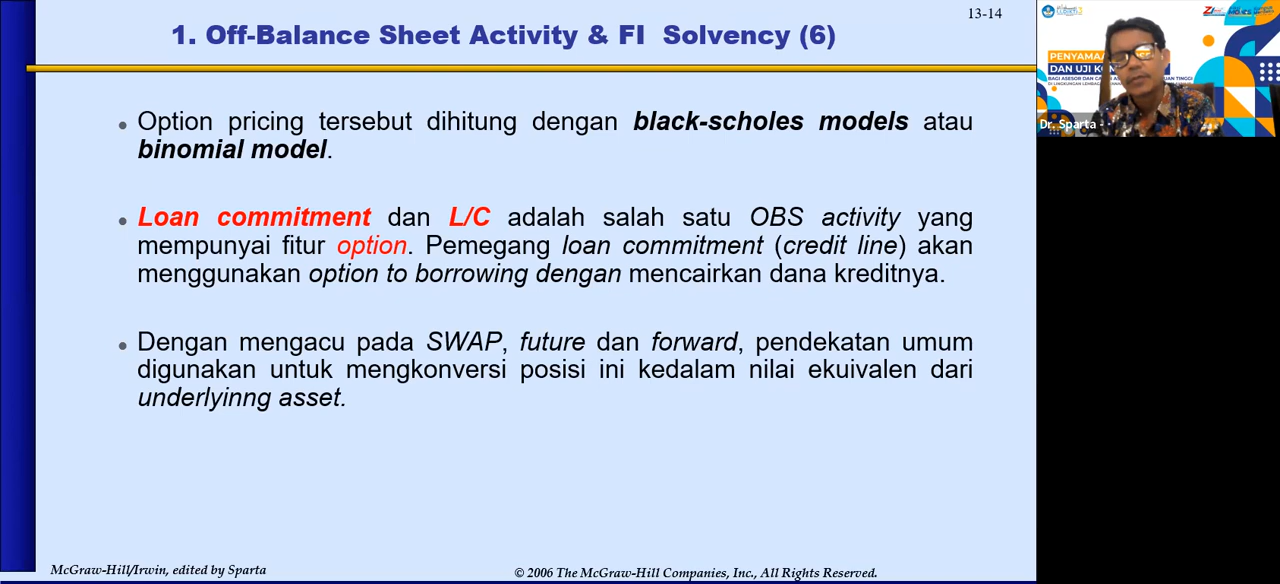 13-14
1. Off-Balance Sheet Activity & FI Solvency (6)
Option pricing tersebut dihitung dengan black-scholes models atau
binomial model.
Loan commitment dan L/C adalah salah satu OBS activity yang
mempunyai fitur option. Pemegang loan commitment (credit line) akan
menggunakan option to borrowing dengan mencairkan dana kreditnya.
Dengan mengacu pada SWAP, future dan forward, pendekatan umum
digunakan untuk mengkonversi posisi ini kedalam nilai ekuivalen dari
underlyinng asset.
McGraw-Hill/Irwin, edited by Sparta
© 2006 The McGraw-Hill Companies, Inc., All Rights Reserved.
DAN UJI
Dr. Sparta -